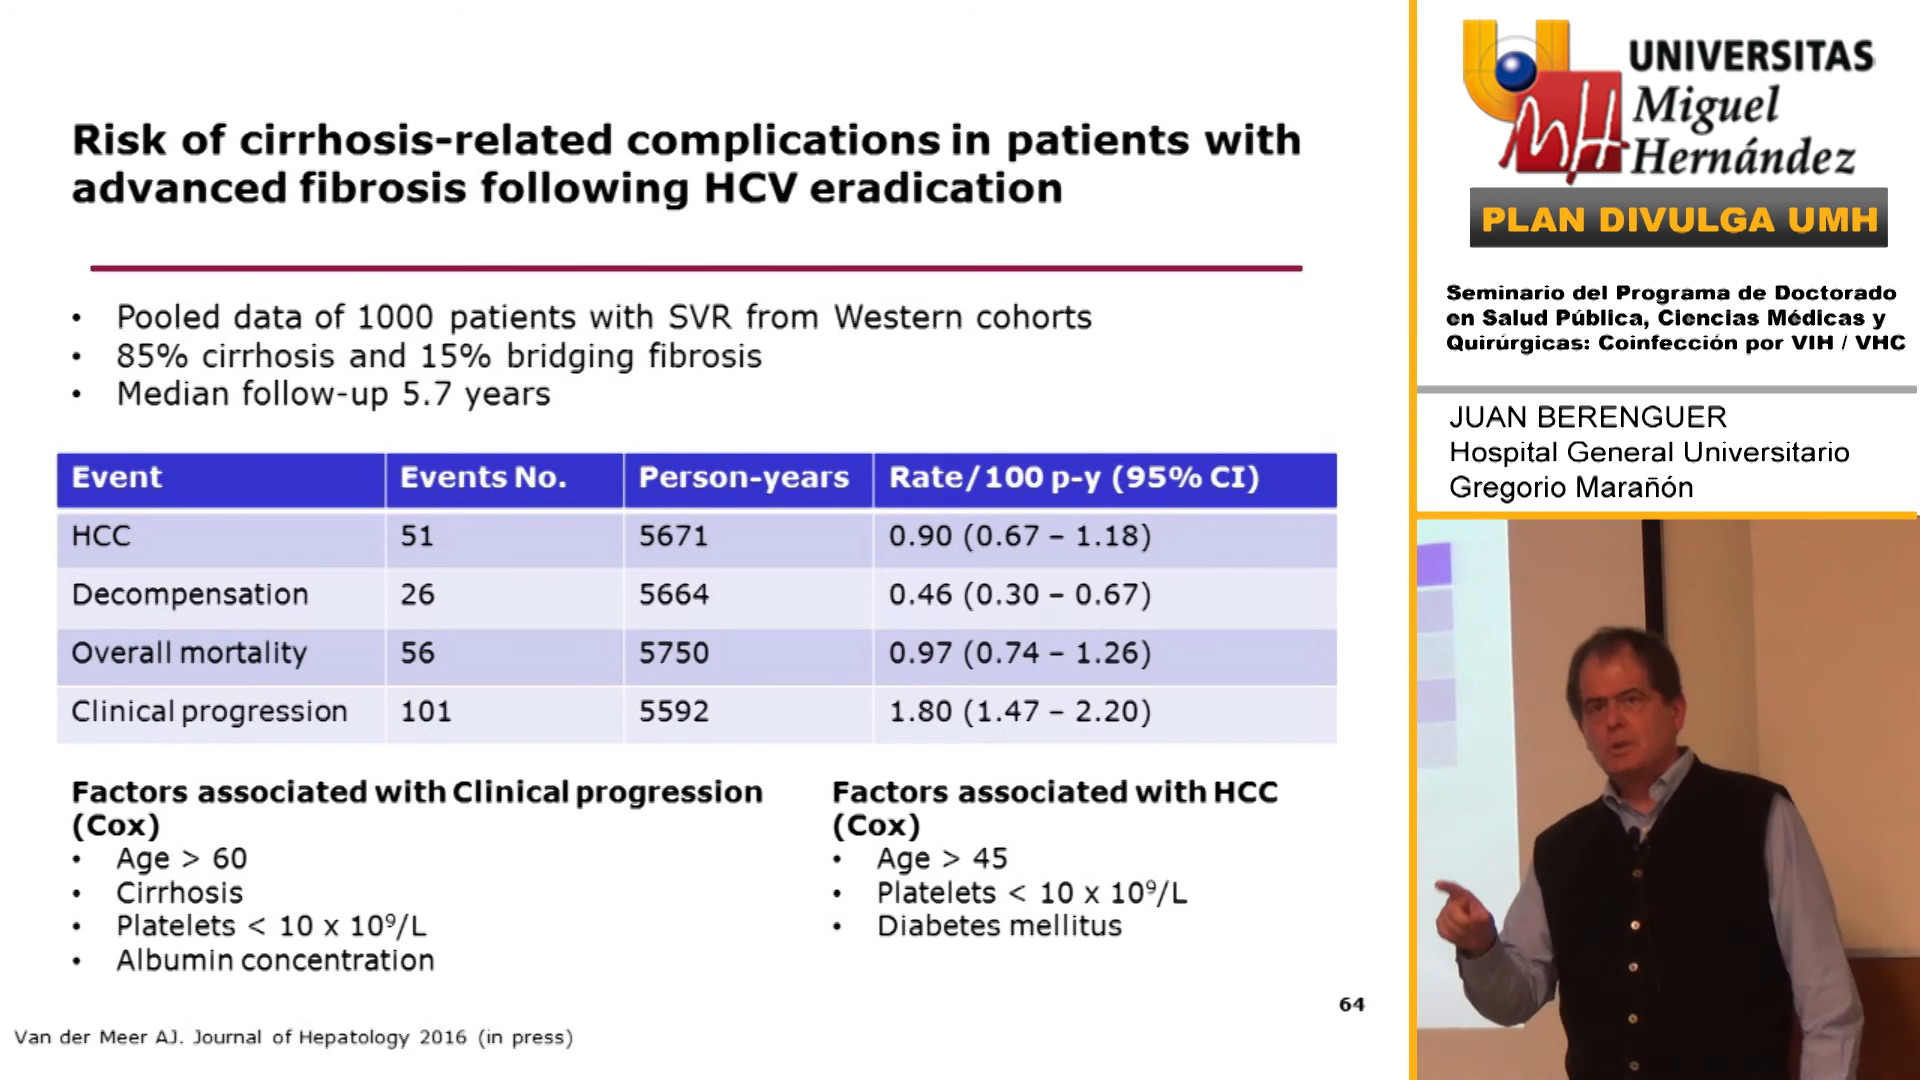 Risk of cirrhosis-related complications in patients with
advanced fibrosis following HCV eradication
• Pooled data of 1000 patients with SVR from Western cohorts
• 85% cirrhosis and 15% bridging fibrosis
• Median follow-up 5.7 years
Event Events No. Person-years Rate/100 p-y (95% CI)
HCC 51 5671 0.90 (0.67 – 1.18)
Decompensation 26 5664 0.46 (0.30 – 0.67)
Overall mortality 56 5750 0.97 (0.74 – 1.26)
Clinical progression 101 5592 1.80 (1.47 – 2.20)
Factors associated with Clinical progression
(Cox)
• Age > 60
• Cirrhosis
• Platelets < 10 x 10⁹/L
• Albumin concentration
Factors associated with HCC
(Cox)
• Age > 45
• Platelets < 10 x 10⁹/L
• Diabetes mellitus
64
Van der Meer AJ. Journal of Hepatology 2016 (in press)
UNIVERSITAS
Miguel
Hernández
PLAN DIVULGA UMH
Seminario del Programa de Doctorado
en Salud Pública, Ciencias Médicas y
Quirúrgicas: Coinfección por VIH / VHC
JUAN BERENGUER
Hospital General Universitario
Gregorio Marañón